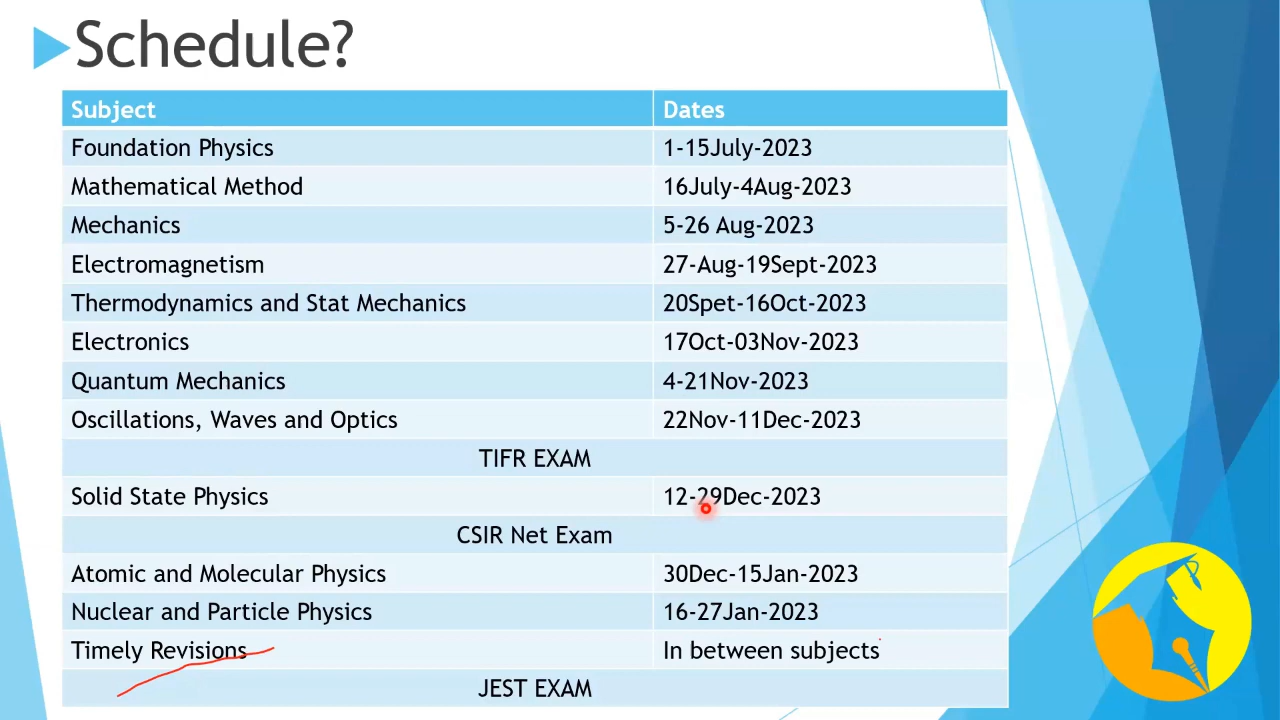 Schedule?
Subject Dates
Foundation Physics 1-15July-2023
Mathematical Method 16July-4Aug-2023
Mechanics 5-26 Aug-2023
Electromagnetism 27-Aug-19Sept-2023
Thermodynamics and Stat Mechanics 20Spet-16Oct-2023
Electronics 17Oct-03Nov-2023
Quantum Mechanics 4-21Nov-2023
Oscillations, Waves and Optics 22Nov-11Dec-2023
TIFR EXAM
Solid State Physics 12-29Dec-2023
CSIR Net Exam
Atomic and Molecular Physics 30Dec-15Jan-2023
Nuclear and Particle Physics 16-27Jan-2023
Timely Revisions In between subjects
JEST EXAM